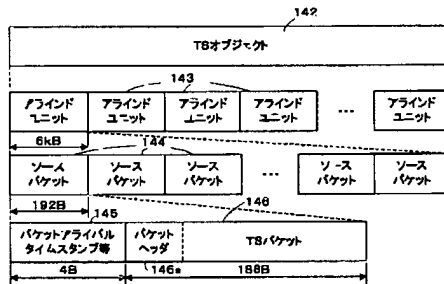 142
TSオブジェクト
143
アラインド
ユニット
アラインド
ユニット
アラインド
ユニット
アラインド
ユニット
...
アラインド
ユニット
6kB
144
ソース
パケット
ソース
パケット
ソース
パケット
...
ソース
パケット
ソース
パケット
192B
145
146
パケットアライバル
タイムスタンプ等
パケット
ヘッダ
TSパケット
4B
146a
188B